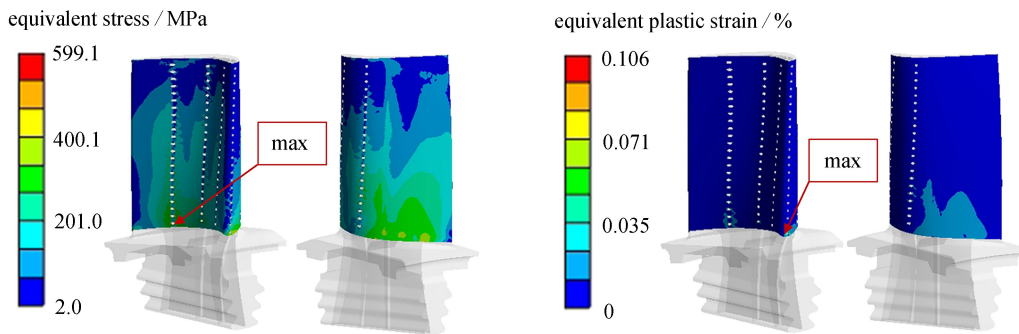 equivalent stress / MPa
599.1
400.1
201.0
2.0
max
equivalent plastic strain / %
0.106
0.071
0.035
0
max